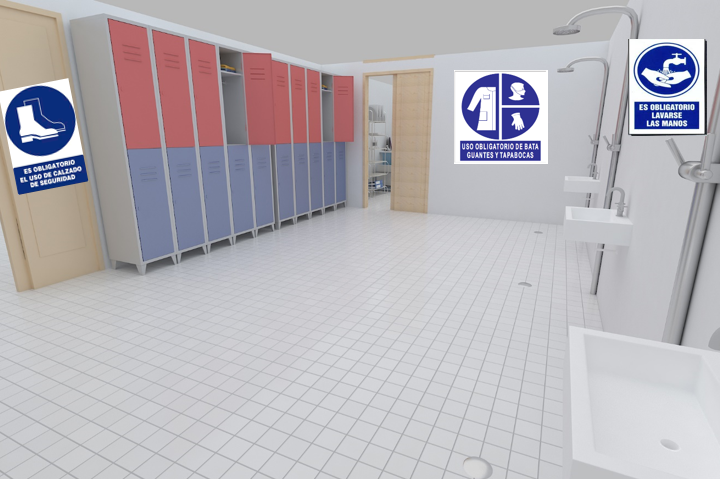 ES OBLIGATORIO
EL USO DE CALZADO
DE SEGURIDAD
USO OBLIGATORIO DE BATA
GUANTES Y TAPABOCAS
ES OBLIGATORIO
LAVARSE
LAS MANOS